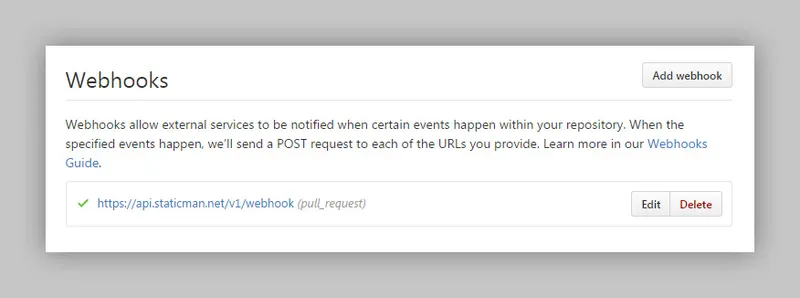 Webhooks
Add webhook
Webhooks allow external services to be notified when certain events happen within your repository. When the
specified events happen, we'll send a POST request to each of the URLs you provide. Learn more in our Webhooks
Guide.
https://api.staticman.net/v1/webhook (pull_request)
Edit
Delete